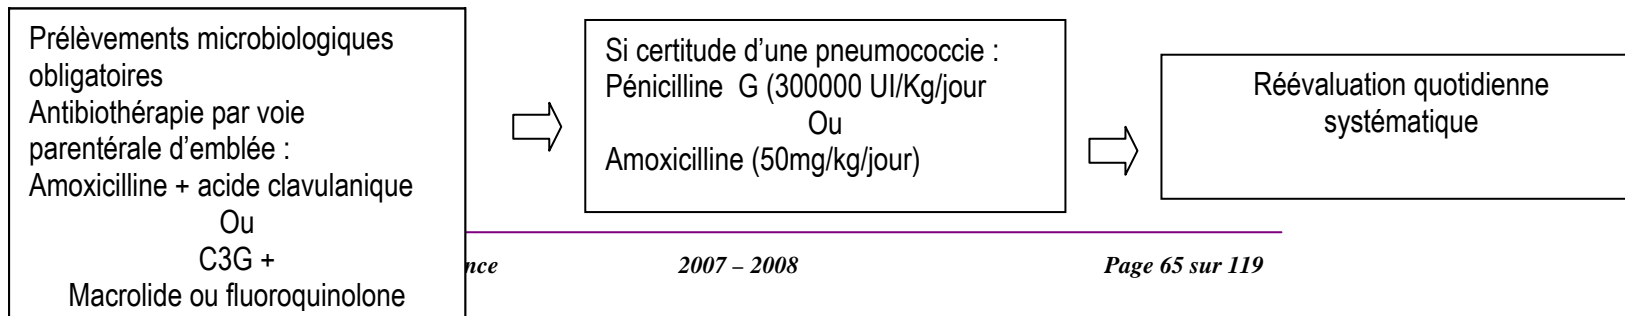 Prélèvements microbiologiques
obligatoires
Antibiothérapie par voie
parentérale d’emblée :
Amoxicilline + acide clavulanique
Ou
C3G +
Macrolide ou fluoroquinolone
Si certitude d’une pneumococcie :
Pénicilline G (300000 UI/Kg/jour
Ou
Amoxicilline (50mg/kg/jour)
Réévaluation quotidienne
systématique
nce 2007 – 2008 Page 65 sur 119